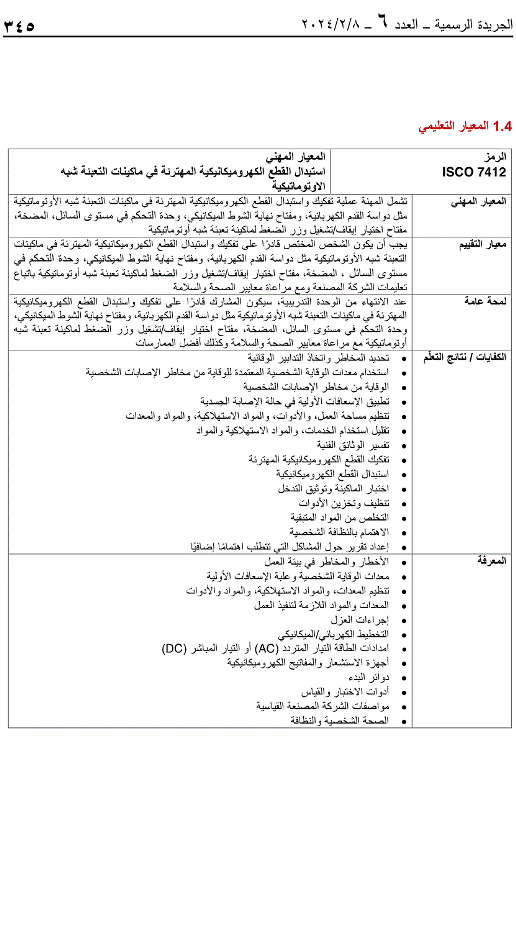 الجريدة الرسمية ــ العدد ٦ ــ ٢٠٢٤/٢/٨
٣٤٥
1.4 المعيار التعليمي
الرمز
ISCO 7412
المعيار المهني
استبدال القطع الكهروميكانيكية المهترئة في ماكينات التعبئة شبه
الاوتوماتيكية
المعيار المهني
تشمل المهنة عملية تفكيك واستبدال القطع الكهروميكانيكية المهترئة في ماكينات التعبئة شبه الأوتوماتيكية
مثل دواسة القدم الكهربائية، ومفتاح نهاية الشوط الميكانيكي، وحدة التحكم في مستوى السائل، المضخة،
مفتاح اختيار إيقاف/تشغيل وزر الضغط لماكينة تعبئة شبه أوتوماتيكية
معيار التقييم
يجب أن يكون الشخص المختص قادرًا على تفكيك واستبدال القطع الكهروميكانيكية المهترئة في ماكينات
التعبئة شبه الأوتوماتيكية مثل دواسة القدم الكهربائية، ومفتاح نهاية الشوط الميكانيكي، وحدة التحكم في
مستوى السائل ، المضخة، مفتاح اختيار إيقاف/تشغيل وزر الضغط لماكينة تعبئة شبه أوتوماتيكية باتباع
تعليمات الشركة المصنعة ومع مراعاة معايير الصحة والسلامة
لمحة عامة
عند الانتهاء من الوحدة التدريبية، سيكون المشارك قادرًا على تفكيك واستبدال القطع الكهروميكانيكية
المهترئة في ماكينات التعبئة شبه الأوتوماتيكية مثل دواسة القدم الكهربائية، ومفتاح نهاية الشوط الميكانيكي،
وحدة التحكم في مستوى السائل، المضخة، مفتاح اختيار إيقاف/تشغيل وزر الضغط لماكينة تعبئة شبه
أوتوماتيكية مع مراعاة معايير الصحة والسلامة وكذلك أفضل الممارسات
الكفايات / نتائج التعلّم
• تحديد المخاطر واتخاذ التدابير الوقائية
• استخدام معدات الوقاية الشخصية المعتمدة للوقاية من مخاطر الإصابات الشخصية
• الوقاية من مخاطر الإصابات الشخصية
• تطبيق الإسعافات الأولية في حالة الإصابة الجسدية
• تنظيم مساحة العمل، والأدوات، والمواد الاستهلاكية، والمواد والمعدات
• تقليل استخدام الخدمات، والمواد الاستهلاكية والمواد
• تفسير الوثائق الفنية
• تفكيك القطع الكهروميكانيكية المهترئة
• استبدال القطع الكهروميكانيكية
• اختبار الماكينة وتوثيق التدخل
• تنظيف وتخزين الأدوات
• التخلص من المواد المتبقية
• الاهتمام بالنظافة الشخصية
• إعداد تقرير حول المشاكل التي تتطلب اهتمامًا إضافيًا
المعرفة
• الأخطار والمخاطر في بيئة العمل
• معدات الوقاية الشخصية وعلبة الإسعافات الأولية
• تنظيم المعدات، والمواد الاستهلاكية، والمواد والأدوات
• المعدات والمواد اللازمة لتنفيذ العمل
• إجراءات العزل
• التخطيط الكهربائي/الميكانيكي
• امدادات الطاقة التيار المتردد (AC) أو التيار المباشر (DC)
• أجهزة الاستشعار والمفاتيح الكهروميكانيكية
• دوائر البدء
• أدوات الاختبار والقياس
• مواصفات الشركة المصنعة القياسية
• الصحة الشخصية والنظافة